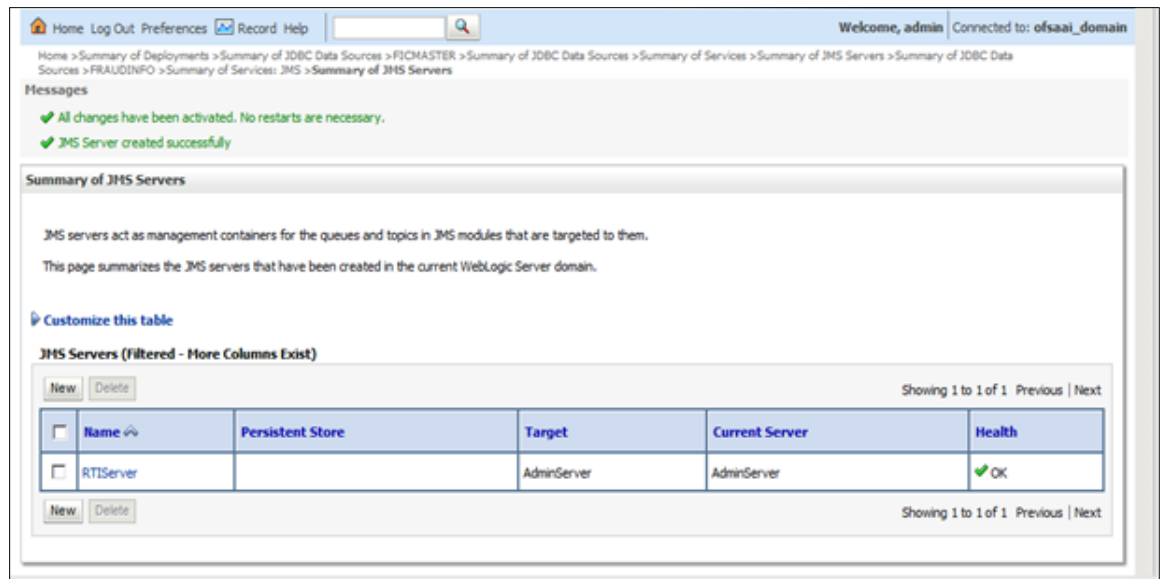 Home Log Out Preferences Record Help Welcome, admin Connected to: ofsaai_domain
Home >Summary of Deployments >Summary of JDBC Data Sources >FICMASTER >Summary of JDBC Data Sources >Summary of Services >Summary of JMS Servers >Summary of JDBC Data
Sources >FRAUDINFO >Summary of Services: JMS >Summary of JMS Servers
Messages
All changes have been activated. No restarts are necessary.
JMS Server created successfully
Summary of JMS Servers
JMS servers act as management containers for the queues and topics in JMS modules that are targeted to them.
This page summarizes the JMS servers that have been created in the current WebLogic Server domain.
Customize this table
JMS Servers (Filtered - More Columns Exist)
New Delete Showing 1 to 1 of 1 Previous | Next
Name Persistent Store Target Current Server Health
RTIServer AdminServer AdminServer OK
New Delete Showing 1 to 1 of 1 Previous | Next